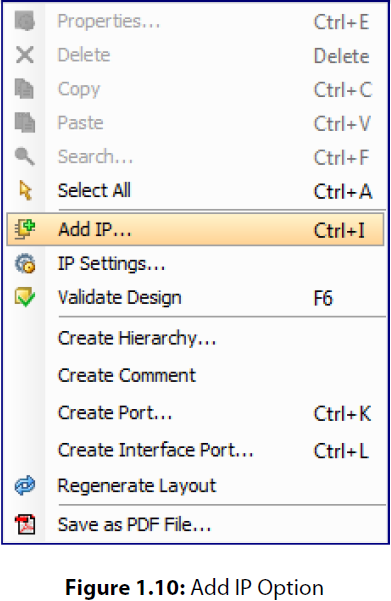 Properties... Ctrl+E
Delete Delete
Copy Ctrl+C
Paste Ctrl+V
Search... Ctrl+F
Select All Ctrl+A
Add IP... Ctrl+I
IP Settings...
Validate Design F6
Create Hierarchy...
Create Comment
Create Port... Ctrl+K
Create Interface Port... Ctrl+L
Regenerate Layout
Save as PDF File...
Figure 1.10: Add IP Option